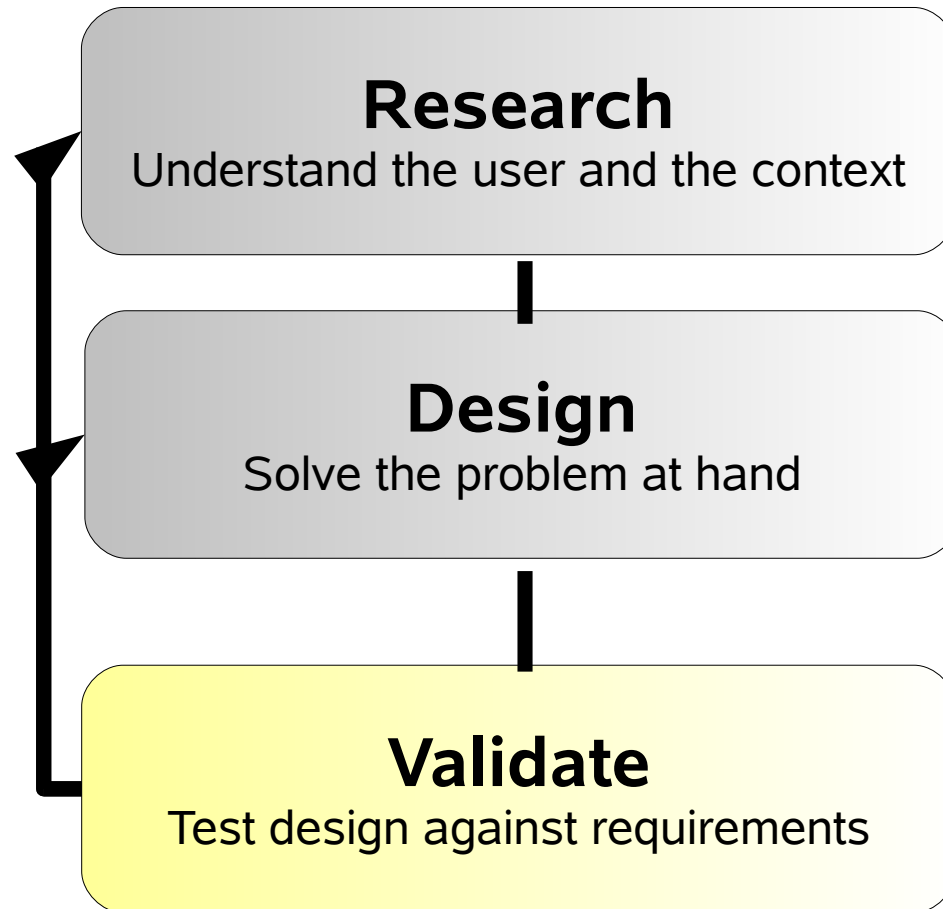 Research
Understand the user and the context
Design
Solve the problem at hand
Validate
Test design against requirements